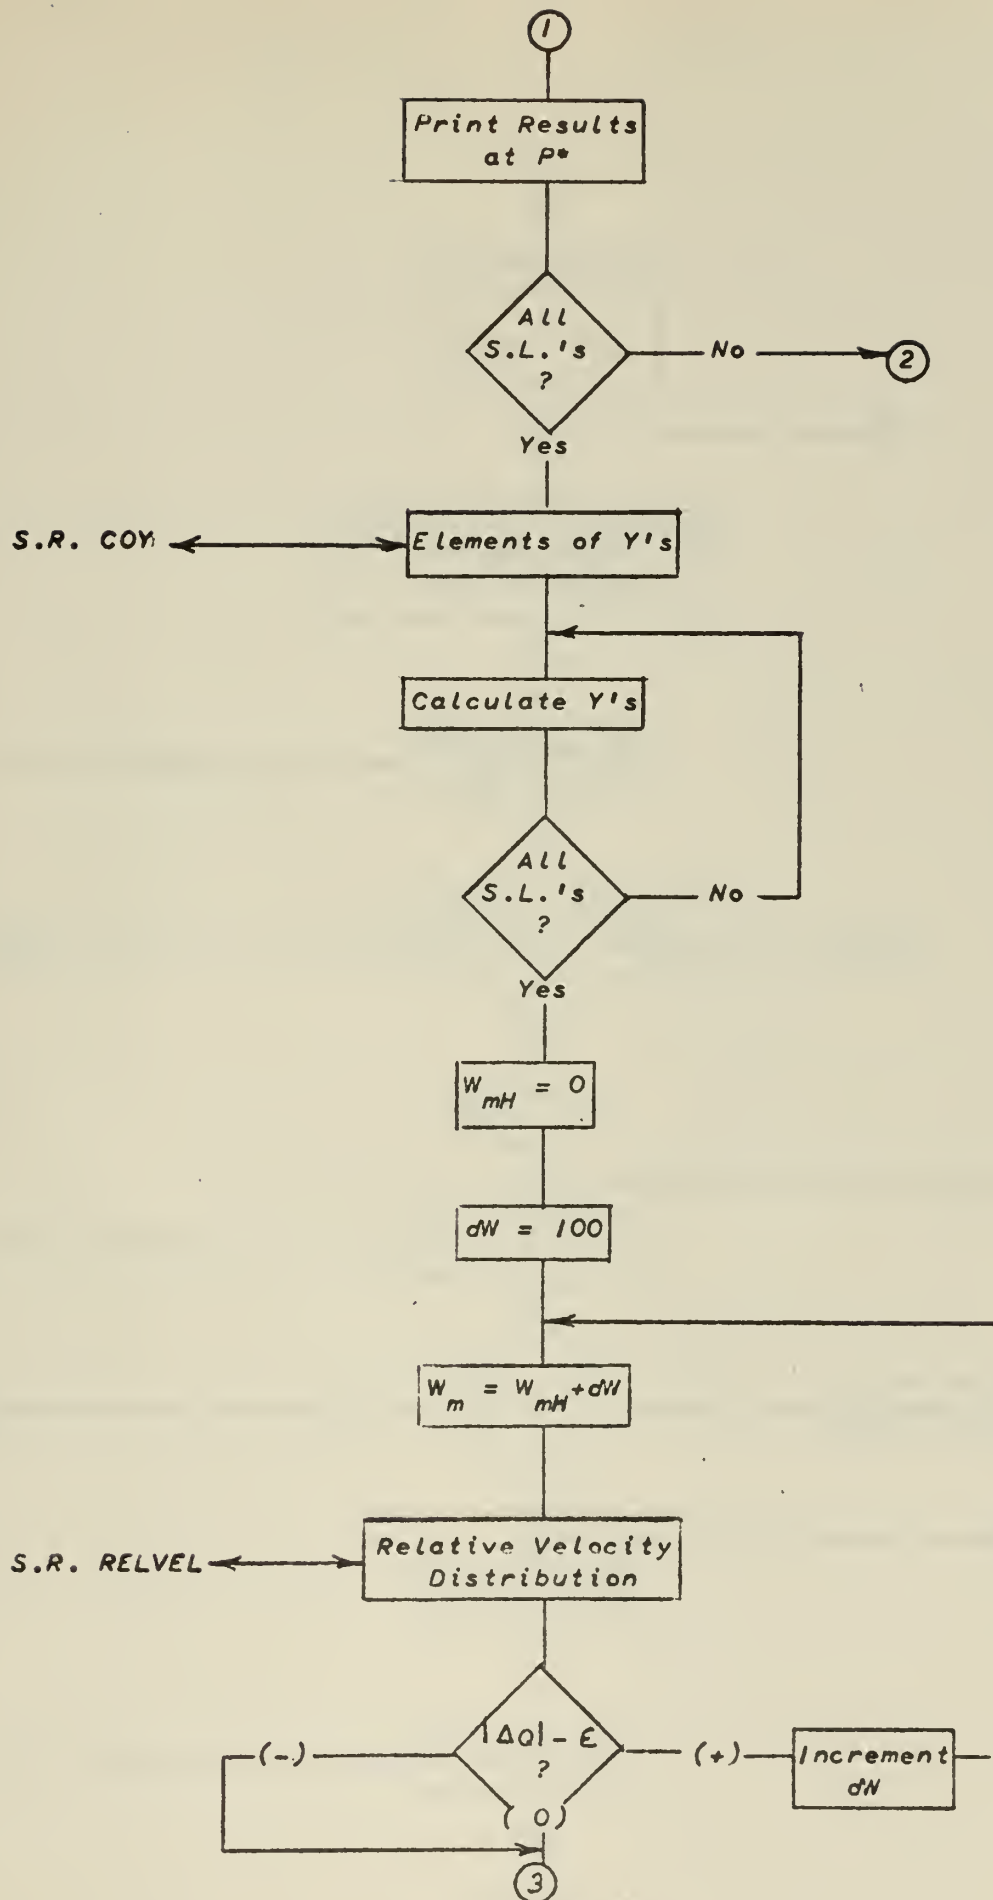 1
Print Results
at P*
All
S.L.'s
?
No
2
Yes
S.R. COY
Elements of Y's
Calculate Y's
All
S.L.'s
?
No
Yes
W_mH = 0
dW = 100
W_m = W_mH + dW
S.R. RELVEL
Relative Velocity
Distribution
|ΔQ| - ε
?
(-)
(+)
(0)
Increment
dW
3